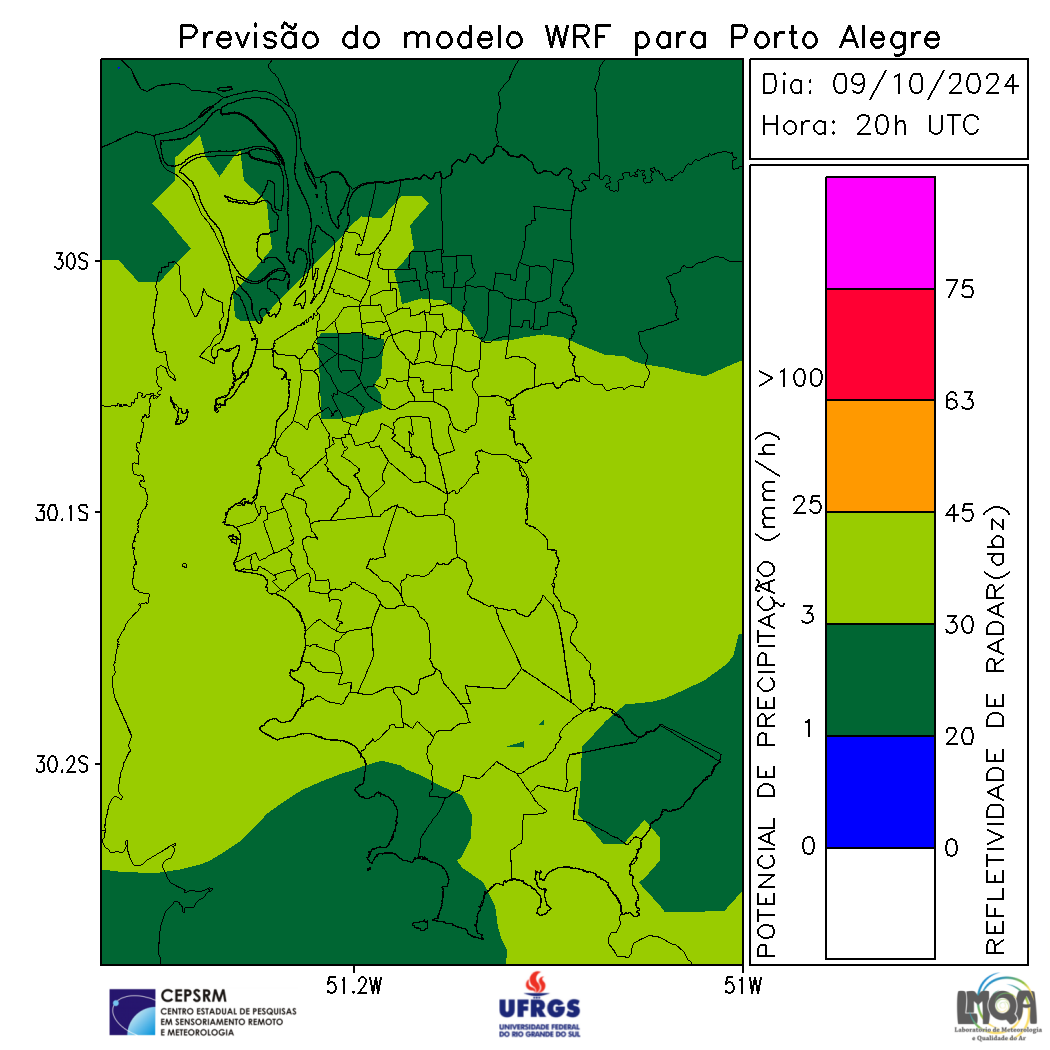 Previsão do modelo WRF para Porto Alegre
Dia: 09/10/2024
Hora: 20h UTC
30S
30.1S
30.2S
51.2W
51W
POTENCIAL DE PRECIPITAÇÃO (mm/h)
>100
25
3
1
0
75
63
45
30
20
0
REFLETIVIDADE DE RADAR(dbz)
CEPSRM
CENTRO ESTADUAL DE PESQUISAS
EM SENSORIAMENTO REMOTO
E METEOROLOGIA
UFRGS
UNIVERSIDADE FEDERAL
DO RIO GRANDE DO SUL
LMQA
Laboratório de Meteorologia
e Qualidade do Ar